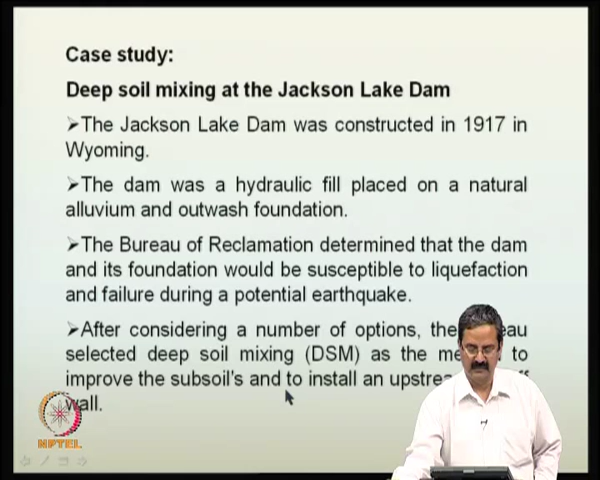 Case study:
Deep soil mixing at the Jackson Lake Dam
➢The Jackson Lake Dam was constructed in 1917 in
Wyoming.
➢The dam was a hydraulic fill placed on a natural
alluvium and outwash foundation.
➢The Bureau of Reclamation determined that the dam
and its foundation would be susceptible to liquefaction
and failure during a potential earthquake.
➢After considering a number of options, the
selected deep soil mixing (DSM) as the to
improve the subsoil's and to install an
wall.
NPTEL